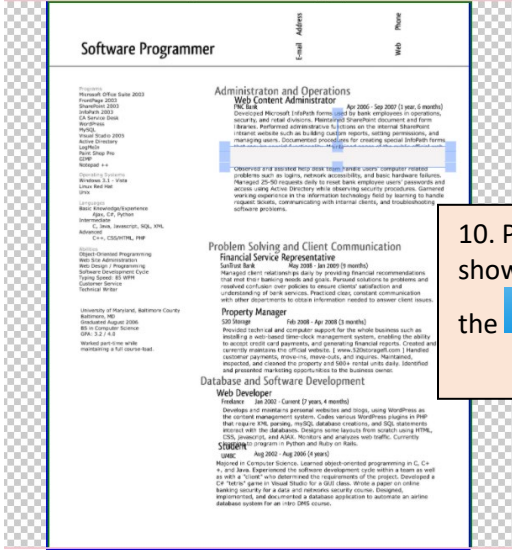 Software Programmer
E-mail Address
Web Phone
Programs
Microsoft Office Suite 2003
FrontPage 2003
SharePoint 2003
InfoPath 2003
CA Service Desk
WordPress
MySQL
Visual Studio 2005
Active Directory
LogMeIn
Paint Shop Pro
GIMP
Notepad ++
Operating Systems
Windows 3.1 - Vista
Linux Red Hat
Unix
Languages
Basic Knowledge/Experience
Ajax, C#, Python
Intermediate
C, Java, Javascript, SQL, XML
Advanced
C++, CSS/HTML, PHP
Abilities
Object-Oriented Programming
Web Site Administration
Web Design / Programming
Software Development Cycle
Typing Speed: 85 WPM
Customer Service
Technical Writer
University of Maryland, Baltimore County
Baltimore, MD
Graduated August 2006
BS in Computer Science
GPA: 3.2 / 4.0
Worked part-time while
maintaining a full course-load.
Administraton and Operations
Web Content Administrator
PNC Bank Apr 2006 - Sep 2007 (1 year, 6 months)
Developed Microsoft InfoPath forms used by bank employees in operations,
security, and retail divisions. Maintained SharePoint document and form
libraries. Performed administrative functions on the internal SharePoint
intranet website such as building custom reports, setting permissions, and
managing users. Documented procedures for creating special InfoPath forms
Observed and assisted help desk team handle users' computer related
problems such as logins, network accessibility, and basic hardware failures.
Managed 25-50 requests daily to reset bank employee users' passwords and
access using Active Directory while observing security procedures. Garnered
working experience in the information technology field by learning to handle
request tickets, communicating with internal clients, and troubleshooting
software problems.
Problem Solving and Client Communication
Financial Service Representative
SunTrust Bank May 2008 - Jan 2009 (9 months)
Managed client relationships daily by providing financial recommendations
that met their banking needs and goals. Pursued solutions to problems and
resolved confusion over policies to ensure clients' satisfaction and
understanding of bank services. Practiced clear, constant communication
with other departments to obtain information needed to answer client issues.
Property Manager
S20 Storage Feb 2008 - Apr 2008 (3 months)
Provided technical and computer support for the whole business such as
installing a web-based time-clock management system, enabling the ability
to accept credit card payments, and generating financial reports. Created and
currently maintains the official website. ( www.520storageft.com ) Handled
customer payments, move-ins, move-outs, and inquires. Maintained,
inspected, and cleaned the property and 500+ rental units daily. Identified
and presented marketing opportunities to the business owner.
Database and Software Development
Web Developer
Freelance Jan 2002 - Current (7 years, 4 months)
Develops and maintains personal websites and blogs, using WordPress as
the content management system. Codes various WordPress plugins in PHP
that require XML parsing, mySQL database creations, and SQL statements
interact with the databases. Designs some layouts from scratch using HTML,
CSS, Javascript, and AJAX. Monitors and analyzes web traffic. Currently
learning to program in Python and Ruby on Rails.
Student
UMBC Aug 2002 - Aug 2006 (4 years)
Majored in Computer Science. Learned object-oriented programming in C, C+
+, and Java. Experienced the software development cycle within a team as well
as with a "client" who determined the requirements of the project. Developed a
C# "tetris" game in Visual Studio for a GUI class. Wrote a paper on online
banking security for a data and networks security course. Designed,
implemented, and documented a database application to automate an airline
database system for an intro DMS course.
10. P
show
the